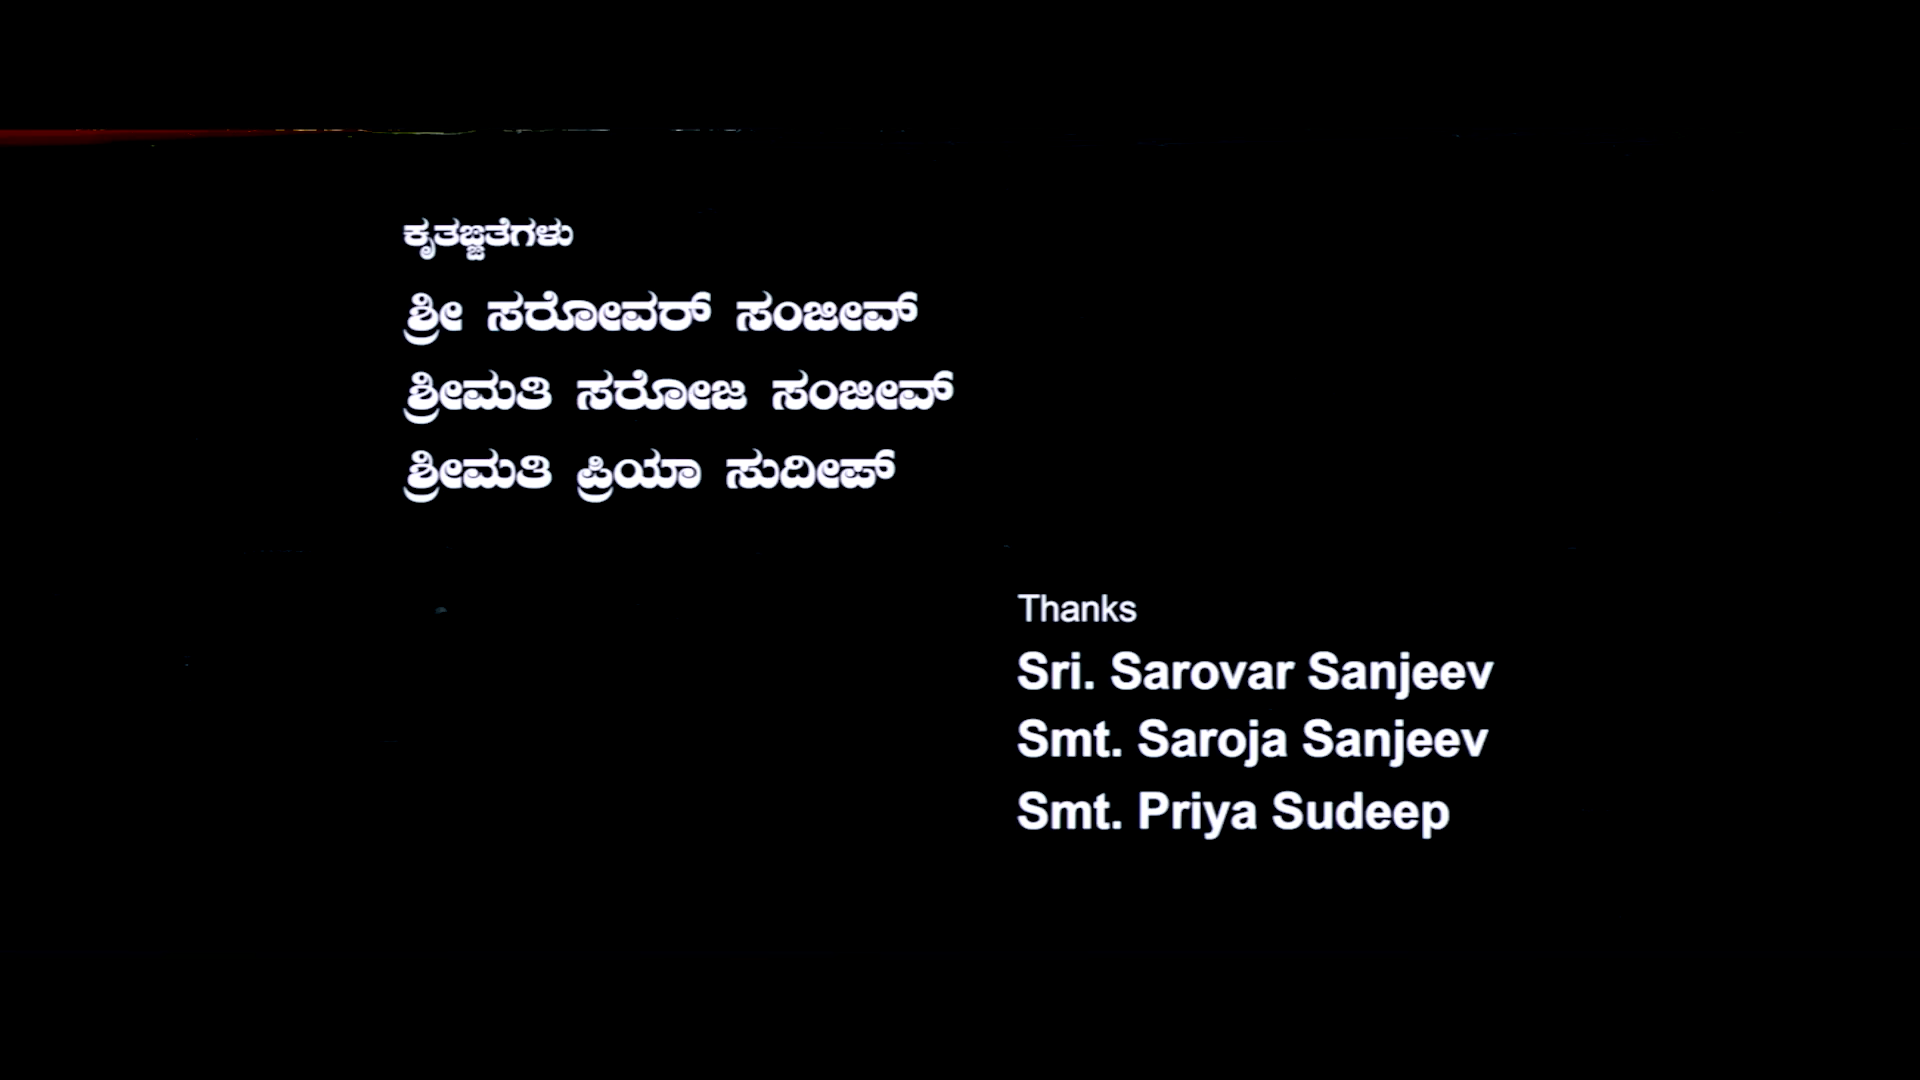 ಕೃತಜ್ಞತೆಗಳು
ಶ್ರೀ ಸರೋವರ್ ಸಂಜೀವ್
ಶ್ರೀಮತಿ ಸರೋಜ ಸಂಜೀವ್
ಶ್ರೀಮತಿ ಪ್ರಿಯಾ ಸುದೀಪ್
Thanks
Sri. Sarovar Sanjeev
Smt. Saroja Sanjeev
Smt. Priya Sudeep